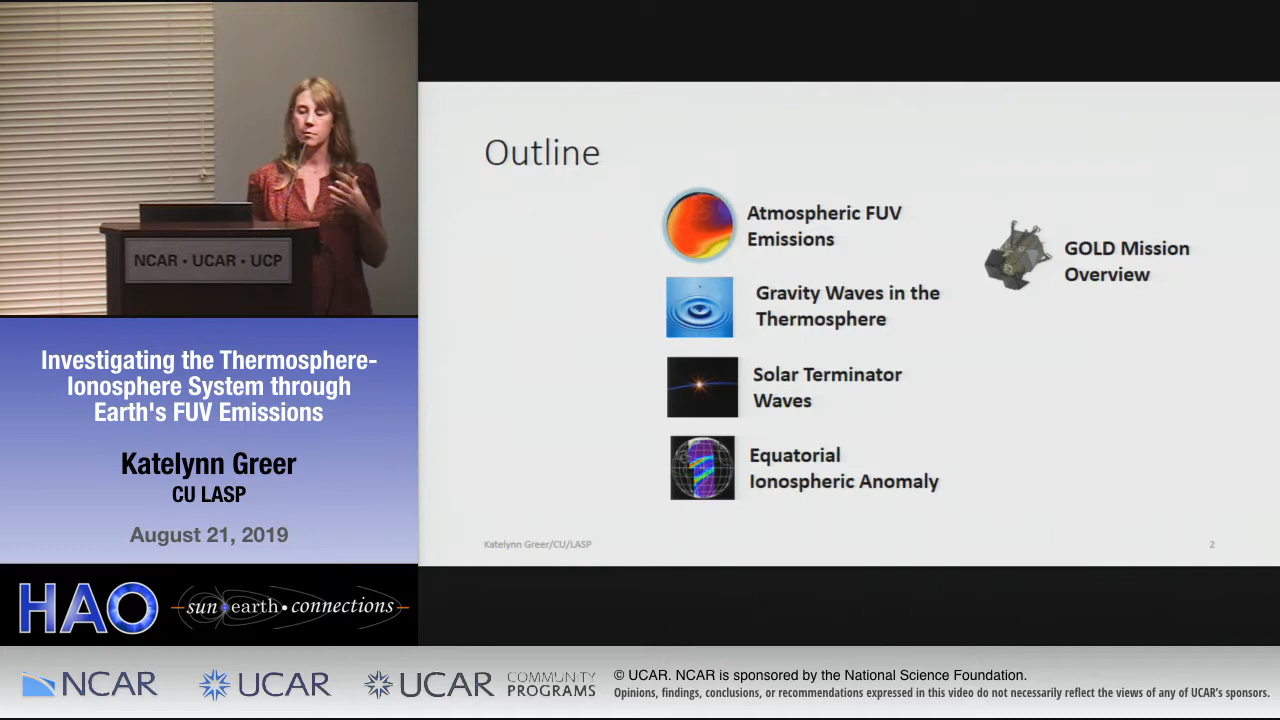 NCAR • UCAR • UCP
Investigating the Thermosphere-
Ionosphere System through
Earth's FUV Emissions
Katelynn Greer
CU LASP
August 21, 2019
HAO
sun•earth•connections
Outline
Atmospheric FUV
Emissions
Gravity Waves in the
Thermosphere
Solar Terminator
Waves
Equatorial
Ionospheric Anomaly
GOLD Mission
Overview
Katelynn Greer/CU/LASP
2
NCAR
UCAR
UCAR
COMMUNITY
PROGRAMS
© UCAR. NCAR is sponsored by the National Science Foundation.
Opinions, findings, conclusions, or recommendations expressed in this video do not necessarily reflect the views of any of UCAR's sponsors.